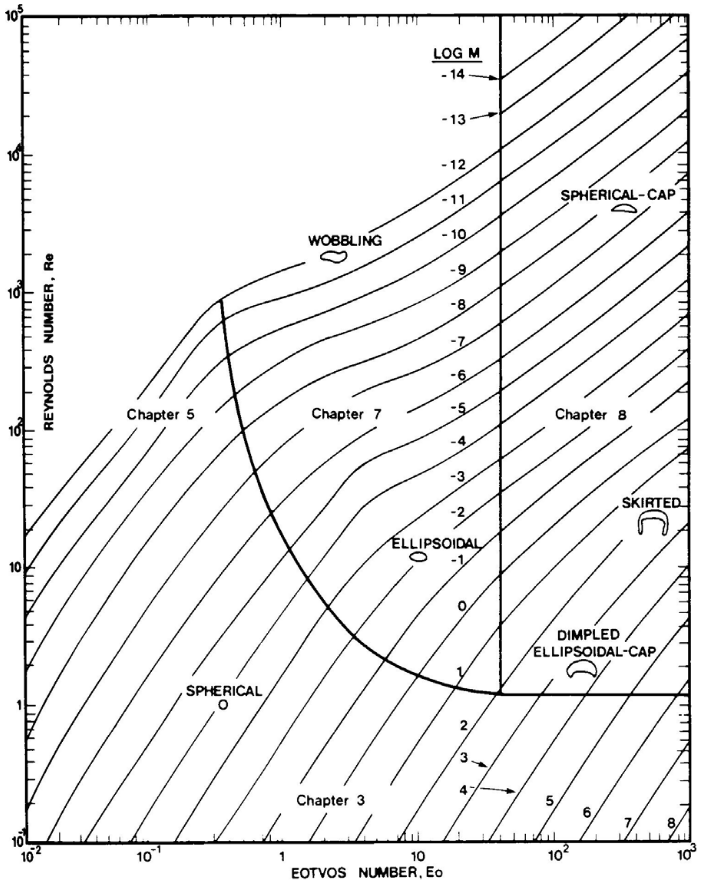 10^5
LOG M
-14
-13
10^4
-12
SPHERICAL-CAP
-11
WOBBLING
-10
-9
10^3
-8
REYNOLDS NUMBER, Re
-7
-6
Chapter 5
Chapter 7
-5
Chapter 8
10^2
-4
-3
SKIRTED
-2
ELLIPSOIDAL
-1
10
0
DIMPLED
ELLIPSOIDAL-CAP
1
SPHERICAL
1
2
3
4
Chapter 3
5
6
7
8
10^-2
10^-1
1
10
10^2
10^3
EOTVOS NUMBER, Eo